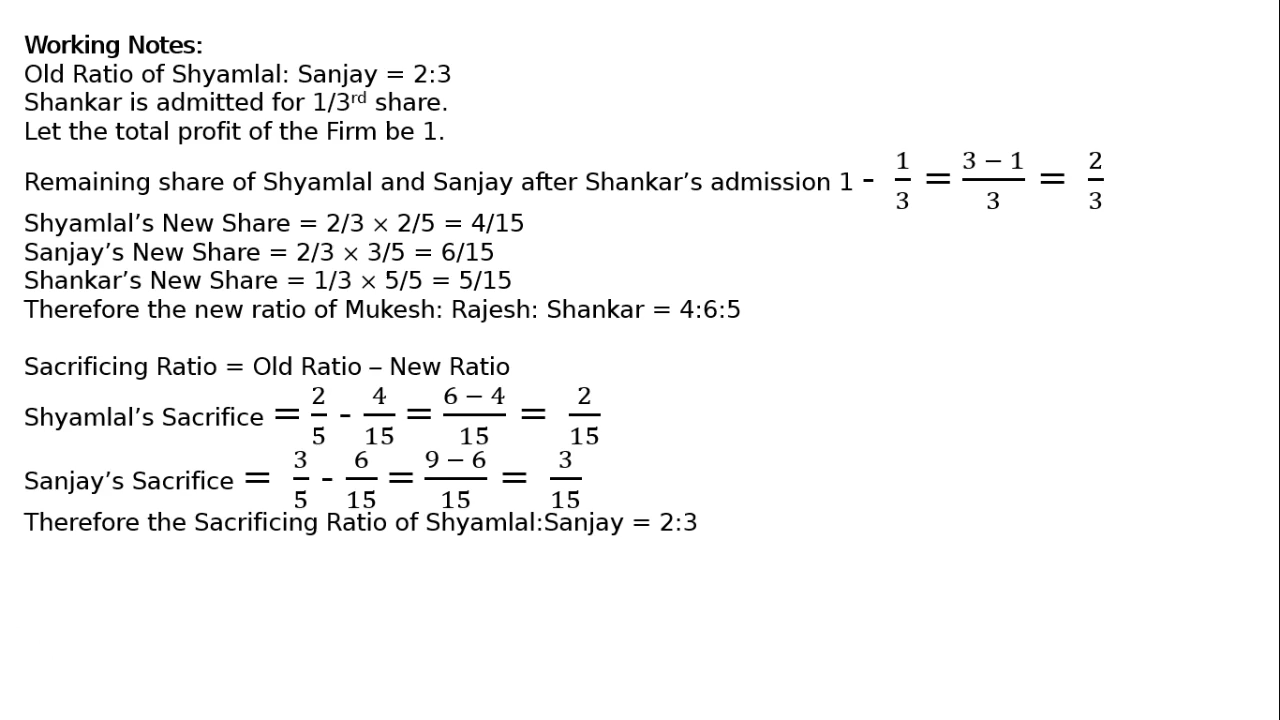 Working Notes:
Old Ratio of Shyamlal: Sanjay = 2:3
Shankar is admitted for 1/3rd share.
Let the total profit of the Firm be 1.
Remaining share of Shyamlal and Sanjay after Shankar’s admission 1 - 1/3 = (3 − 1)/3 = 2/3
Shyamlal’s New Share = 2/3 × 2/5 = 4/15
Sanjay’s New Share = 2/3 × 3/5 = 6/15
Shankar’s New Share = 1/3 × 5/5 = 5/15
Therefore the new ratio of Mukesh: Rajesh: Shankar = 4:6:5
Sacrificing Ratio = Old Ratio – New Ratio
Shyamlal’s Sacrifice = 2/5 - 4/15 = (6 − 4)/15 = 2/15
Sanjay’s Sacrifice = 3/5 - 6/15 = (9 − 6)/15 = 3/15
Therefore the Sacrificing Ratio of Shyamlal:Sanjay = 2:3